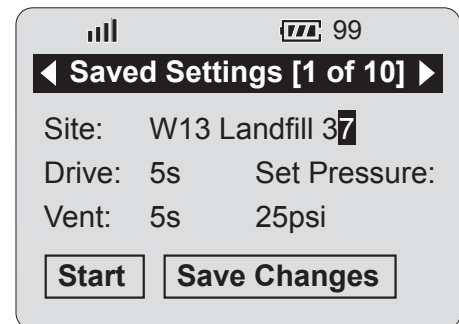 99
Saved Settings [1 of 10]
Site: W13 Landfill 37
Drive: 5s Set Pressure:
Vent: 5s 25psi
Start Save Changes